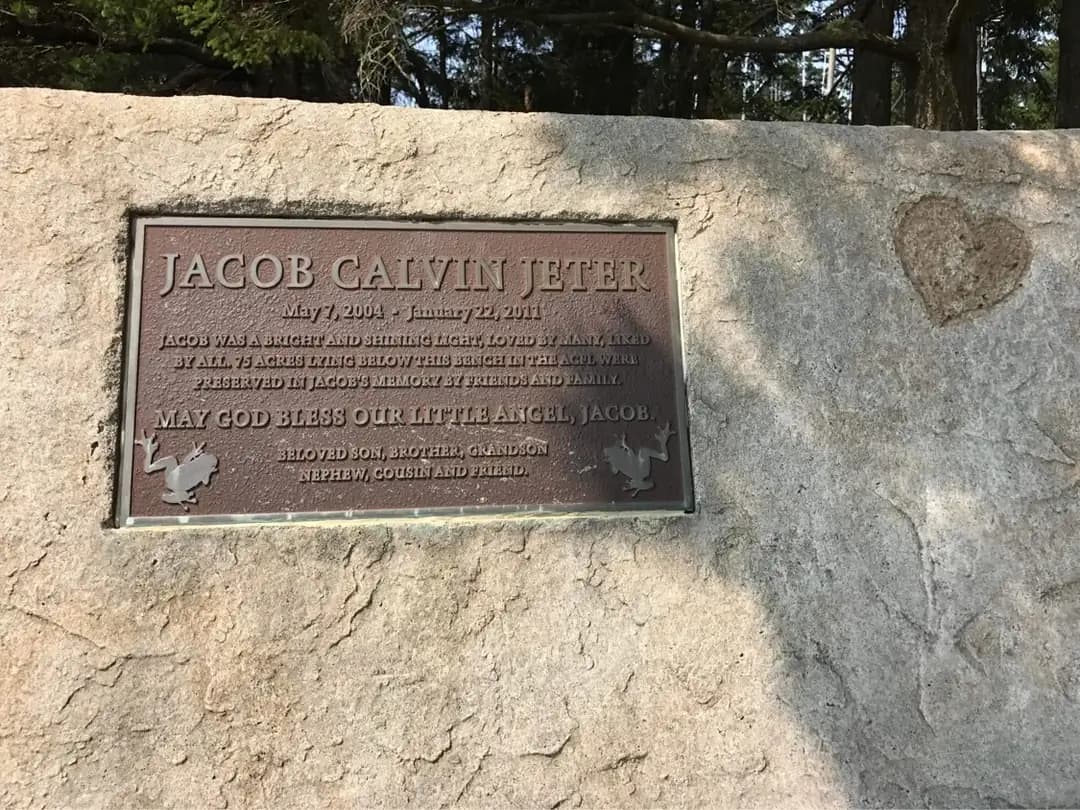 JACOB CALVIN JETER
May 7, 2004 - January 22, 2011
JACOB WAS A BRIGHT AND SHINING LIGHT, LOVED BY MANY, LIKED
BY ALL. 75 ACRES LYING BELOW THIS BENCH IN THE ACFL WERE
PRESERVED IN JACOB'S MEMORY BY FRIENDS AND FAMILY.
MAY GOD BLESS OUR LITTLE ANGEL, JACOB.
BELOVED SON, BROTHER, GRANDSON
NEPHEW, COUSIN AND FRIEND.